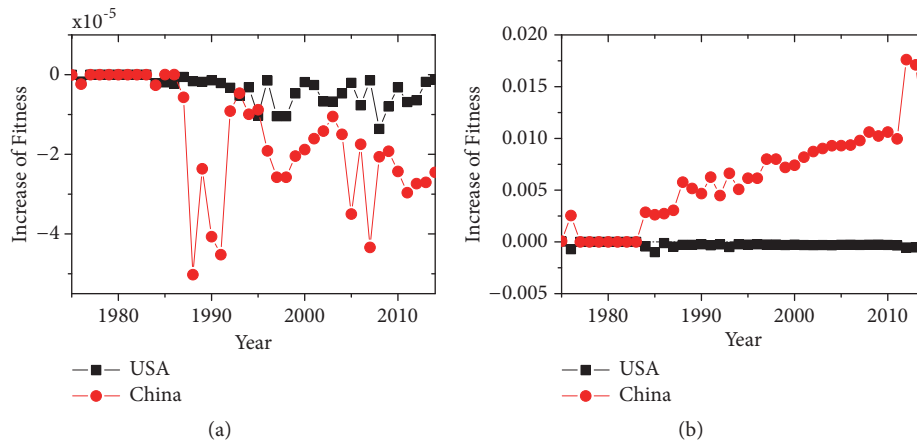 x10⁻⁵
0
−2
−4
Increase of Fitness
1980 1990 2000 2010
Year
USA
China
(a)
0.020
0.015
0.010
0.005
0.000
−0.005
Increase of Fitness
1980 1990 2000 2010
Year
USA
China
(b)